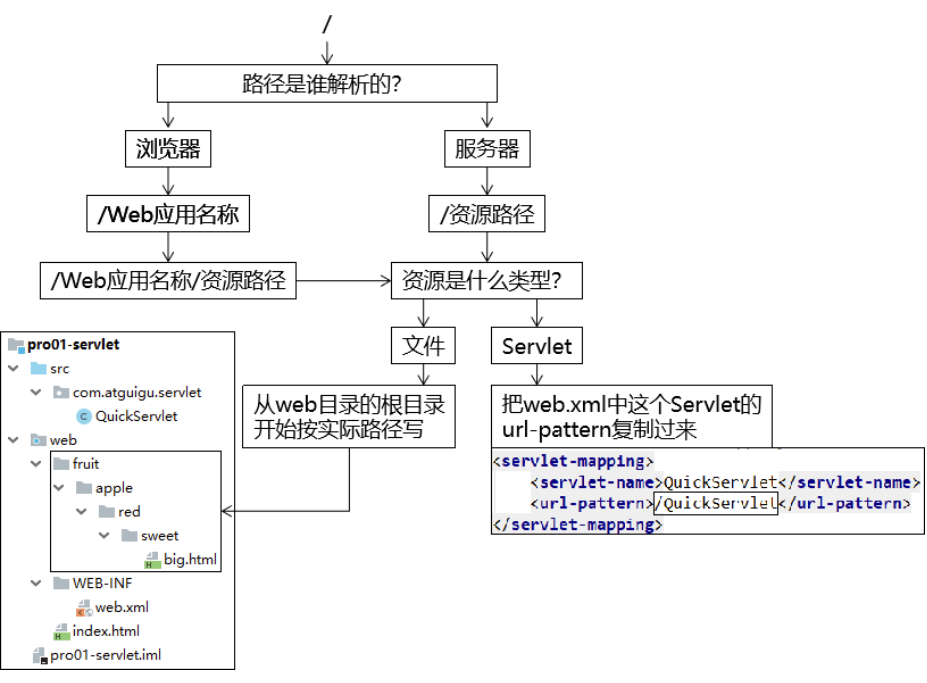 /
路径是谁解析的?
浏览器
服务器
/Web应用名称
/资源路径
/Web应用名称/资源路径
资源是什么类型?
文件
Servlet
从web目录的根目录
开始按实际路径写
把web.xml中这个Servlet的
url-pattern复制过来
<servlet-mapping>
<servlet-name>QuickServlet</servlet-name>
<url-pattern>/QuickServlet</url-pattern>
</servlet-mapping>
pro01-servlet
src
com.atguigu.servlet
QuickServlet
web
fruit
apple
red
sweet
big.html
WEB-INF
web.xml
index.html
pro01-servlet.iml